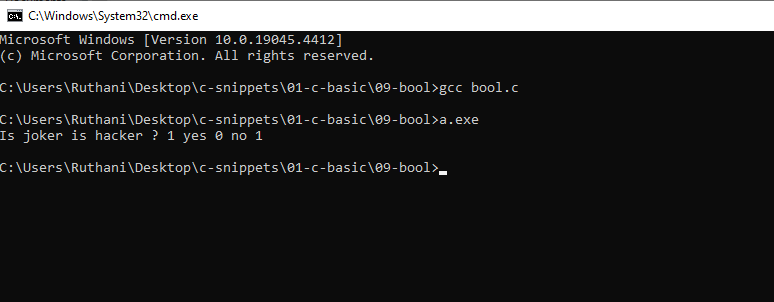 C:\Windows\System32\cmd.exe
Microsoft Windows [Version 10.0.19045.4412]
(c) Microsoft Corporation. All rights reserved.
C:\Users\Ruthani\Desktop\c-snippets\01-c-basic\09-bool>gcc bool.c
C:\Users\Ruthani\Desktop\c-snippets\01-c-basic\09-bool>a.exe
Is joker is hacker ? 1 yes 0 no 1
C:\Users\Ruthani\Desktop\c-snippets\01-c-basic\09-bool>